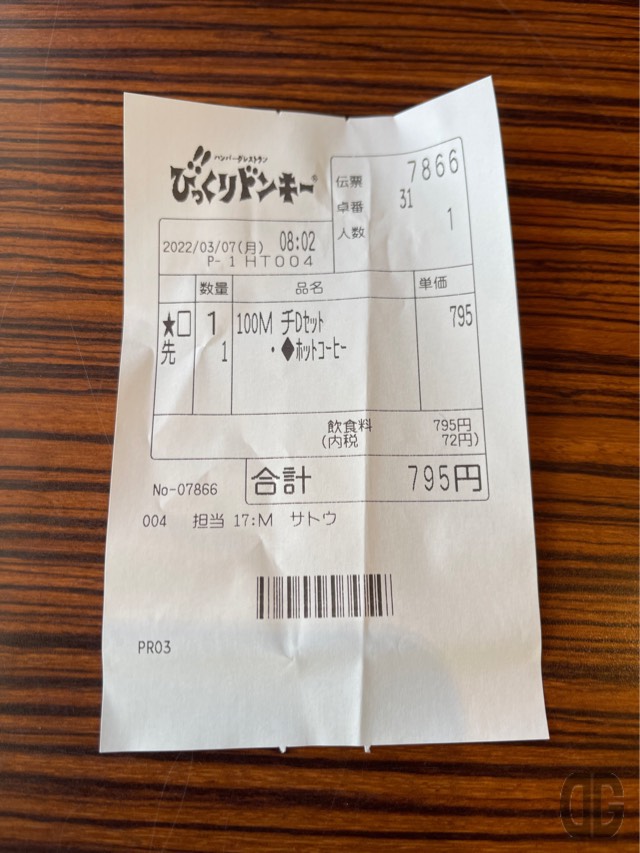 ハンバーグレストラン
びっくりドンキー
伝票 7866
卓番 31
人数 1
2022/03/07(月) 08:02
P- 1 HT004
数量 品名 単価
★□ 1 100M チDセット 795
先 1 ・◆ホットコーヒー
飲食料 795円
(内税 72円)
合計 795円
No-07866
004 担当 17:M サトウ
PR03
DG